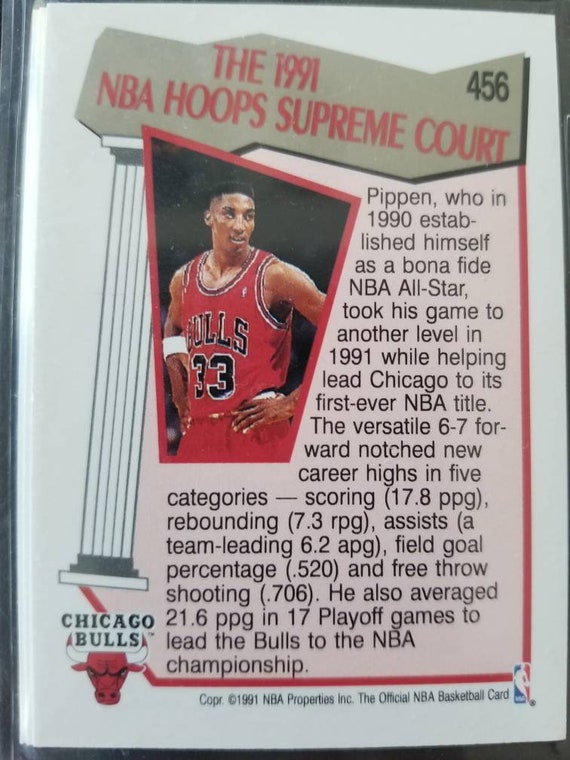 THE 1991
NBA HOOPS SUPREME COURT
456
Pippen, who in
1990 estab-
lished himself
as a bona fide
NBA All-Star,
took his game to
another level in
1991 while helping
lead Chicago to its
first-ever NBA title.
The versatile 6-7 for-
ward notched new
career highs in five
categories — scoring (17.8 ppg),
rebounding (7.3 rpg), assists (a
team-leading 6.2 apg), field goal
percentage (.520) and free throw
shooting (.706). He also averaged
21.6 ppg in 17 Playoff games to
lead the Bulls to the NBA
championship.
BULLS
33
CHICAGO
BULLS™
Copr. ©1991 NBA Properties Inc. The Official NBA Basketball Card
NBA ®